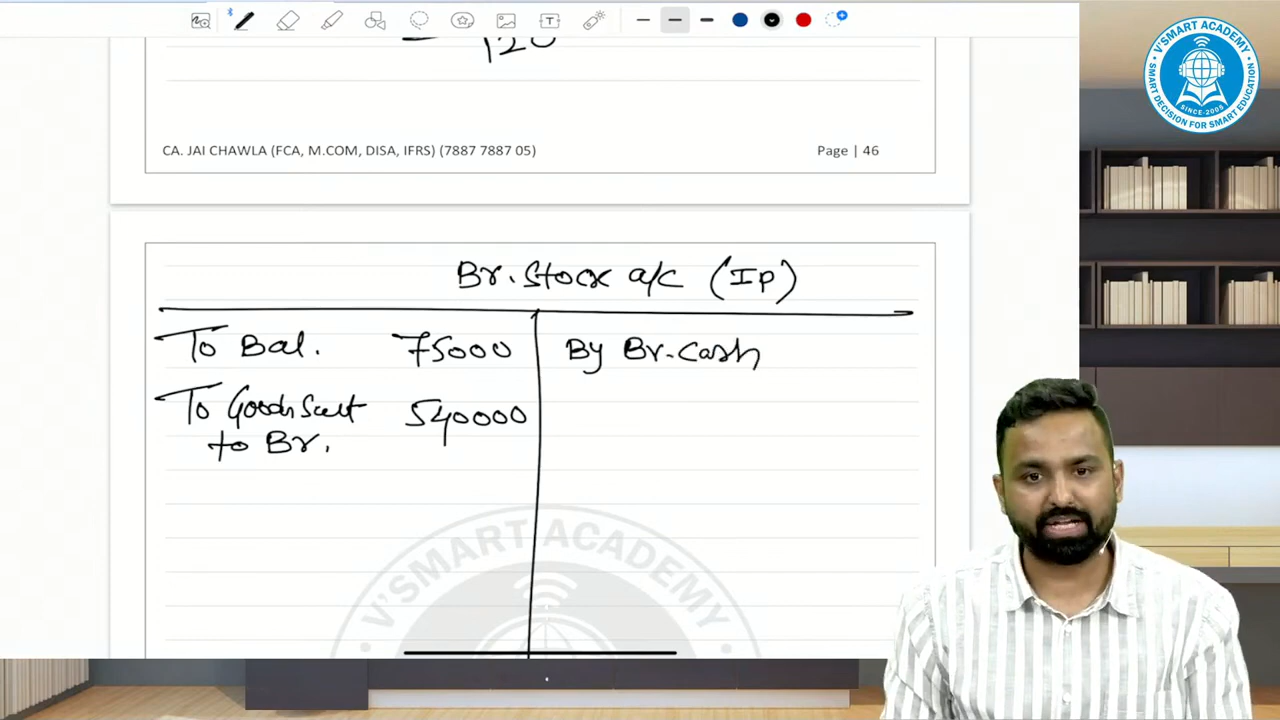 120
V'SMART ACADEMY
SINCE-2005
SMART DECISION FOR SMART EDUCATION
CA. JAI CHAWLA (FCA, M.COM, DISA, IFRS) (7887 7887 05) Page | 46
Br. Stock a/c (IP)
To Bal. 75000 By Br. Cash
To Goods Sent 540000
to Br.
V'SMART ACADEMY